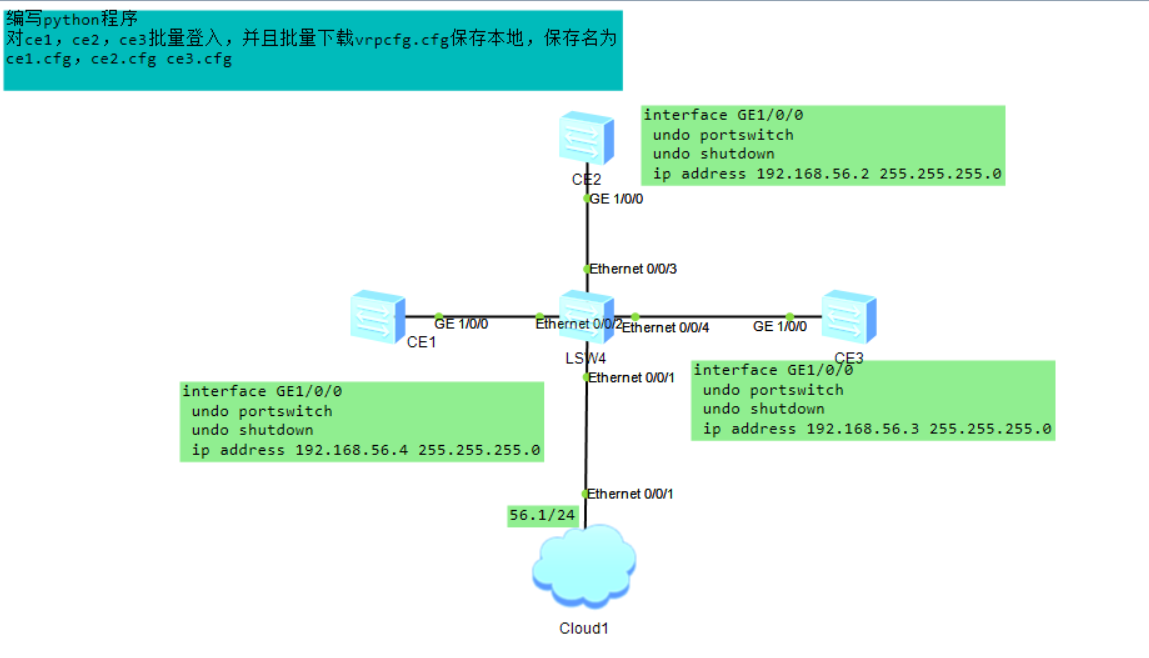 编写python程序
对ce1，ce2，ce3批量登入，并且批量下载vrpcfg.cfg保存本地，保存名为
ce1.cfg，ce2.cfg ce3.cfg
interface GE1/0/0
undo portswitch
undo shutdown
ip address 192.168.56.2 255.255.255.0
CE2
GE 1/0/0
Ethernet 0/0/3
GE 1/0/0
Ethernet 0/0/2
Ethernet 0/0/4
GE 1/0/0
CE1
LSW4
CE3
Ethernet 0/0/1
interface GE1/0/0
undo portswitch
undo shutdown
ip address 192.168.56.3 255.255.255.0
interface GE1/0/0
undo portswitch
undo shutdown
ip address 192.168.56.4 255.255.255.0
Ethernet 0/0/1
56.1/24
Cloud1